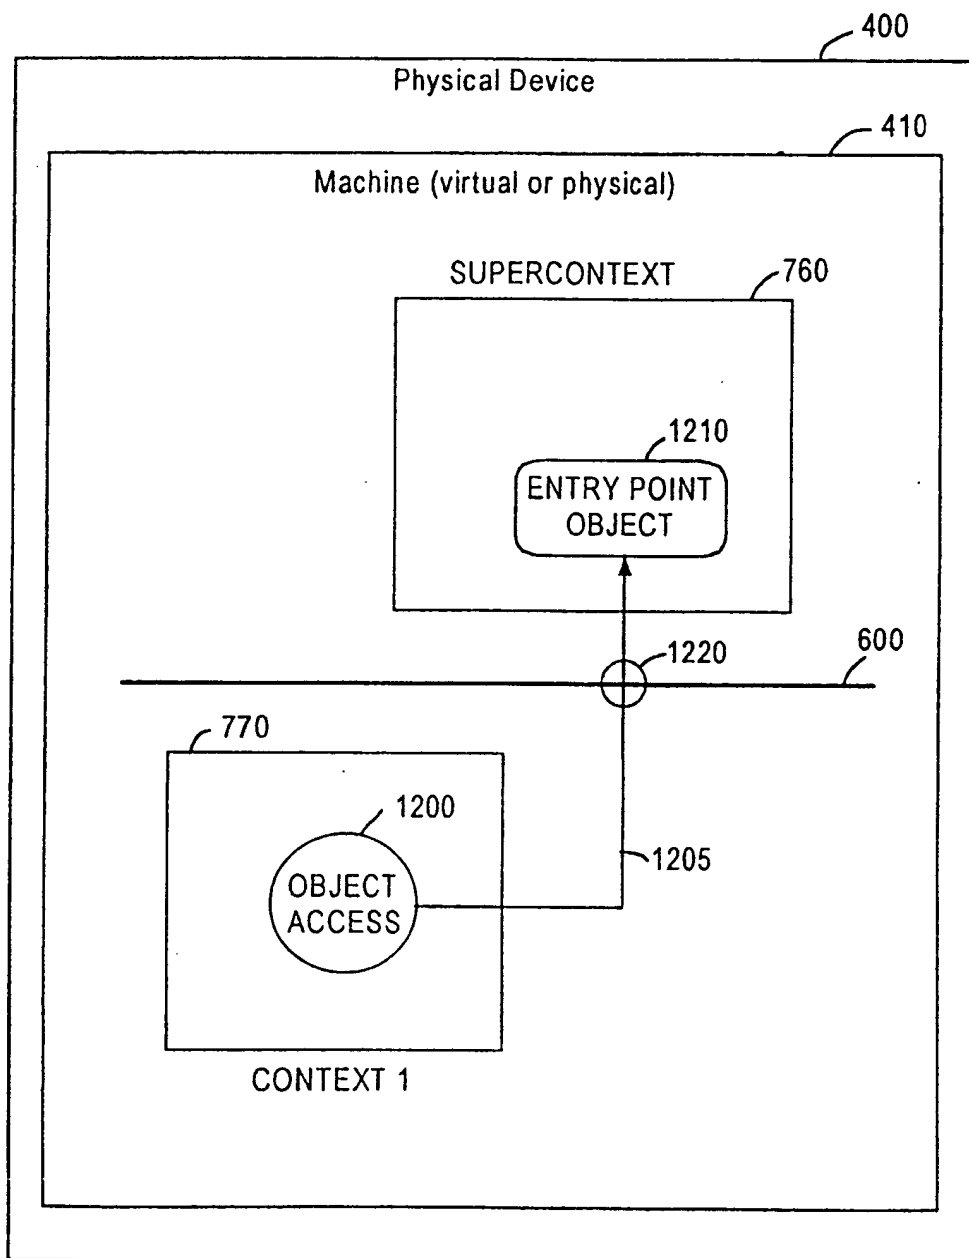 400
Physical Device
410
Machine (virtual or physical)
SUPERCONTEXT
760
1210
ENTRY POINT
OBJECT
1220
600
770
1200
1205
OBJECT
ACCESS
CONTEXT 1